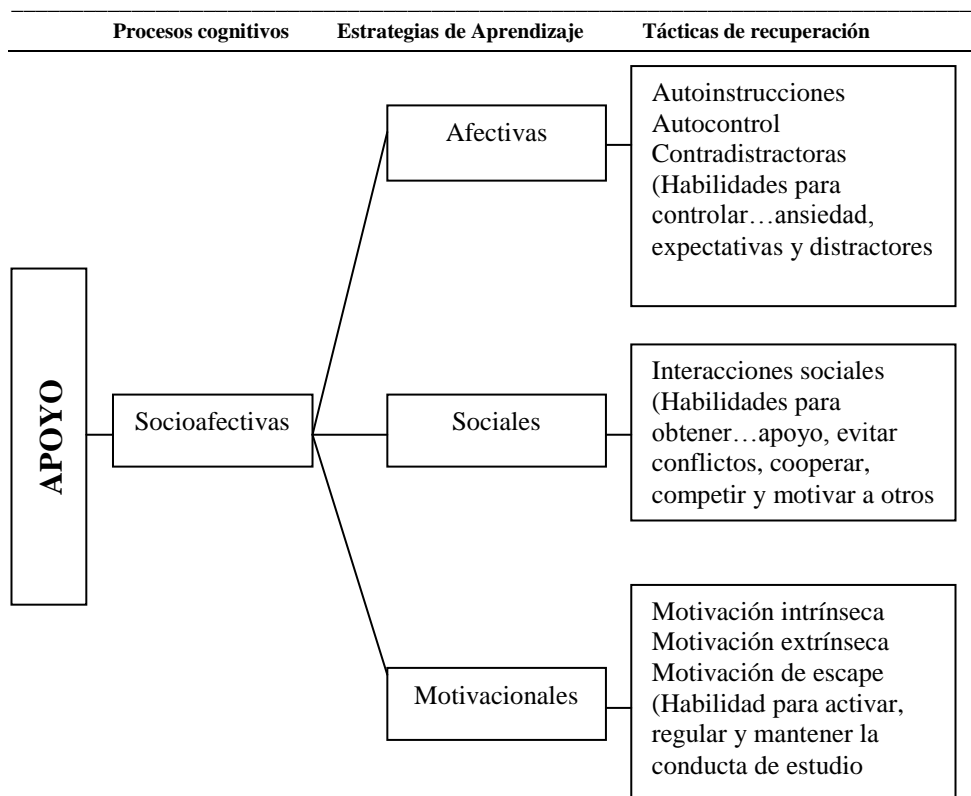 Procesos cognitivos Estrategias de Aprendizaje Tácticas de recuperación
APOYO
Socioafectivas
Afectivas
Autoinstrucciones
Autocontrol
Contradistractoras
(Habilidades para
controlar…ansiedad,
expectativas y distractores
Sociales
Interacciones sociales
(Habilidades para
obtener…apoyo, evitar
conflictos, cooperar,
competir y motivar a otros
Motivacionales
Motivación intrínseca
Motivación extrínseca
Motivación de escape
(Habilidad para activar,
regular y mantener la
conducta de estudio